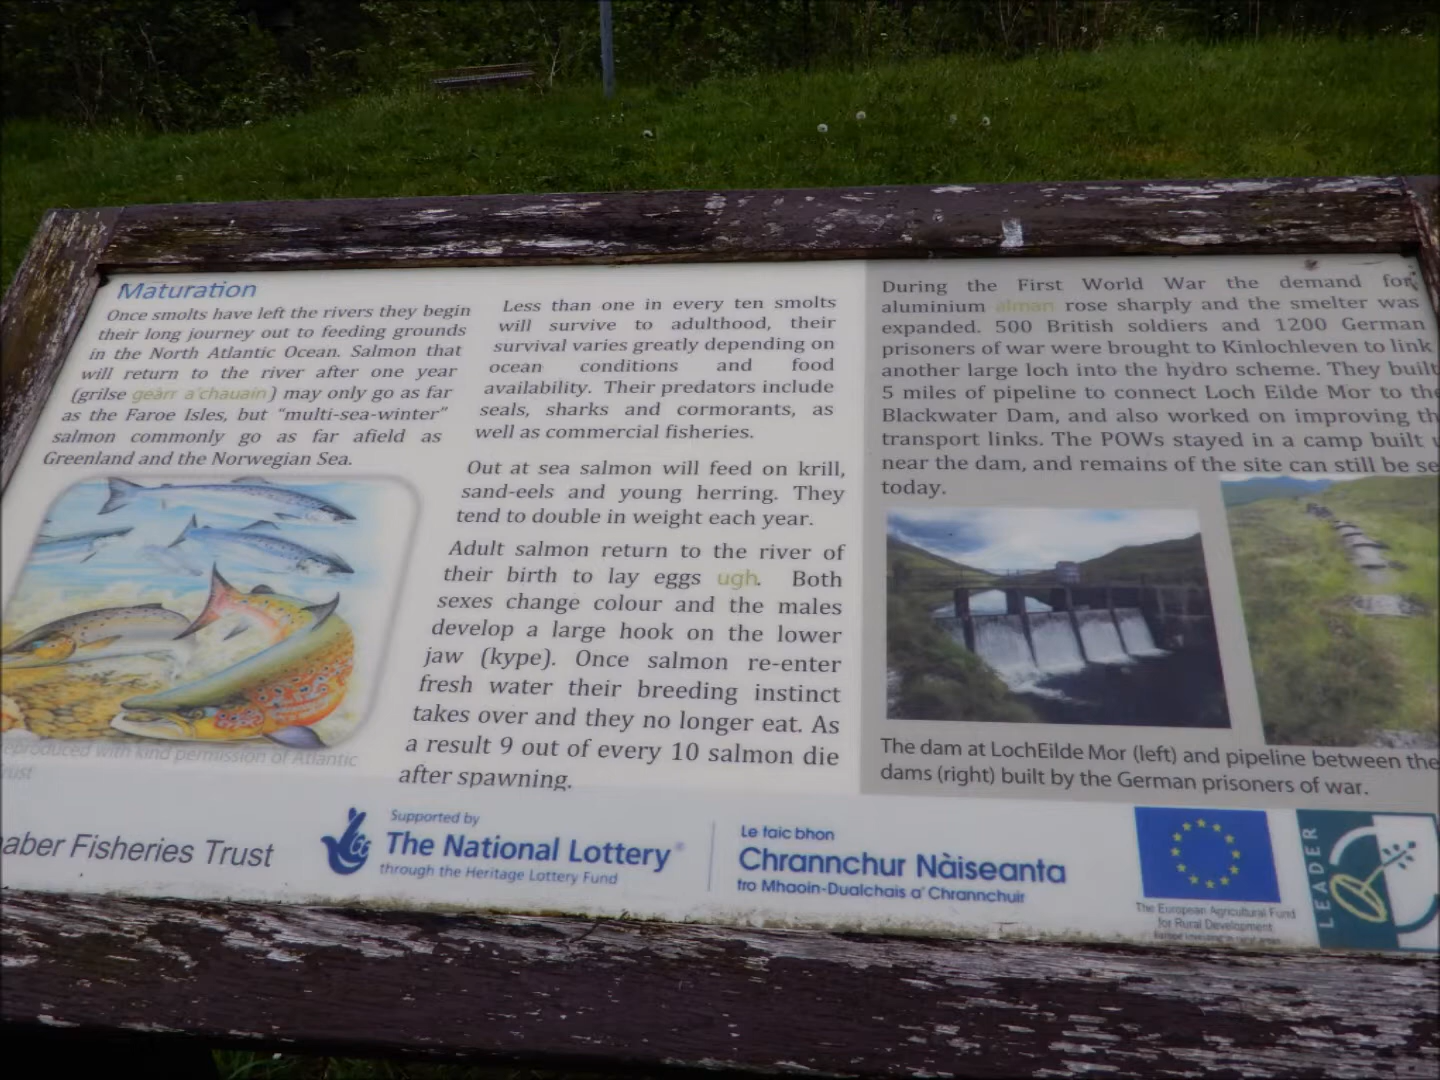 Maturation
Once smolts have left the rivers they begin
their long journey out to feeding grounds
in the North Atlantic Ocean. Salmon that
will return to the river after one year
(grilse geàrr a'chauain) may only go as far
as the Faroe Isles, but "multi-sea-winter"
salmon commonly go as far afield as
Greenland and the Norwegian Sea.
eproduced with kind permission of Atlantic
rust
Less than one in every ten smolts
will survive to adulthood, their
survival varies greatly depending on
ocean conditions and food
availability. Their predators include
seals, sharks and cormorants, as
well as commercial fisheries.
Out at sea salmon will feed on krill,
sand-eels and young herring. They
tend to double in weight each year.
Adult salmon return to the river of
their birth to lay eggs ugh. Both
sexes change colour and the males
develop a large hook on the lower
jaw (kype). Once salmon re-enter
fresh water their breeding instinct
takes over and they no longer eat. As
a result 9 out of every 10 salmon die
after spawning.
During the First World War the demand for
aluminium alman rose sharply and the smelter was
expanded. 500 British soldiers and 1200 German
prisoners of war were brought to Kinlochleven to link
another large loch into the hydro scheme. They built
5 miles of pipeline to connect Loch Eilde Mor to the
Blackwater Dam, and also worked on improving th
transport links. The POWs stayed in a camp built
near the dam, and remains of the site can still be se
today.
The dam at LochEilde Mor (left) and pipeline between the
dams (right) built by the German prisoners of war.
aber Fisheries Trust
Supported by
The National Lottery
through the Heritage Lottery Fund
Le taic bhon
Chrannchur Nàiseanta
tro Mhaoin-Dualchais a' Chrannchuir
The European Agricultural Fund
for Rural Development
LEADER